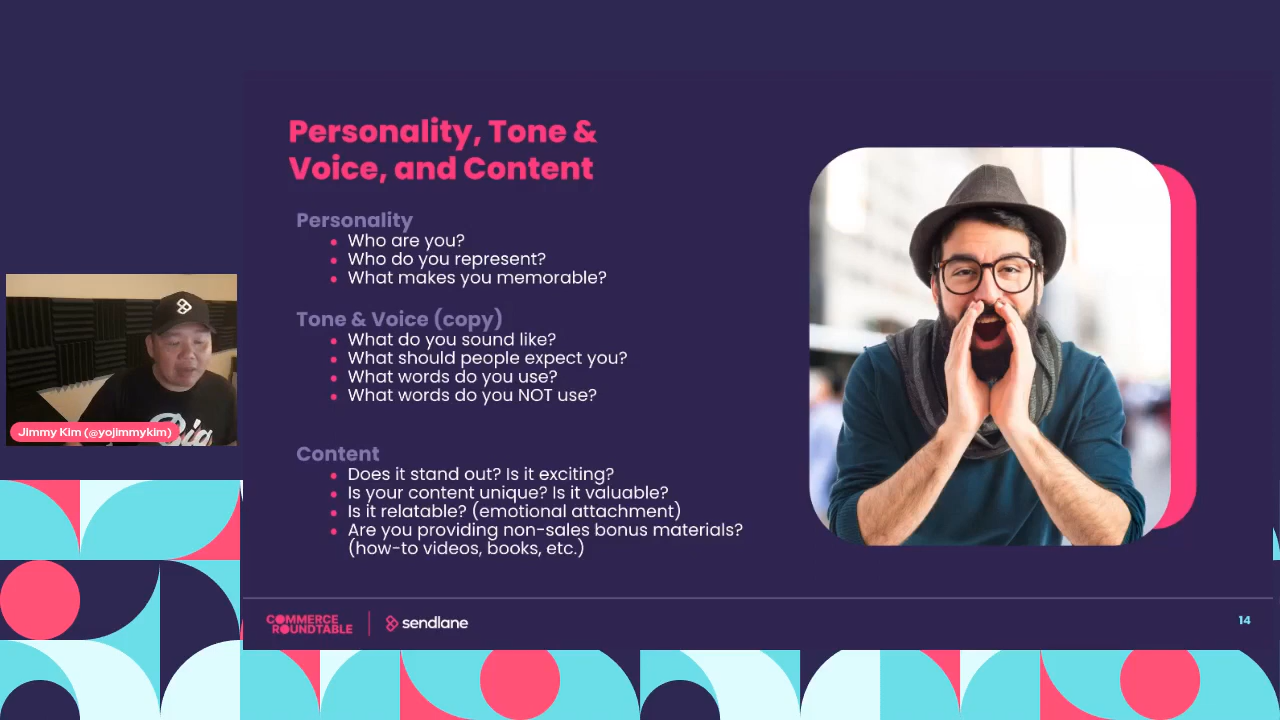 Personality, Tone &
Voice, and Content
Personality
Who are you?
Who do you represent?
What makes you memorable?
Tone & Voice (copy)
What do you sound like?
What should people expect you?
What words do you use?
What words do you NOT use?
Content
Does it stand out? Is it exciting?
Is your content unique? Is it valuable?
Is it relatable? (emotional attachment)
Are you providing non-sales bonus materials?
(how-to videos, books, etc.)
Big
Jimmy Kim (@yojimmykim)
COMMERCE
ROUNDTABLE
sendlane
14